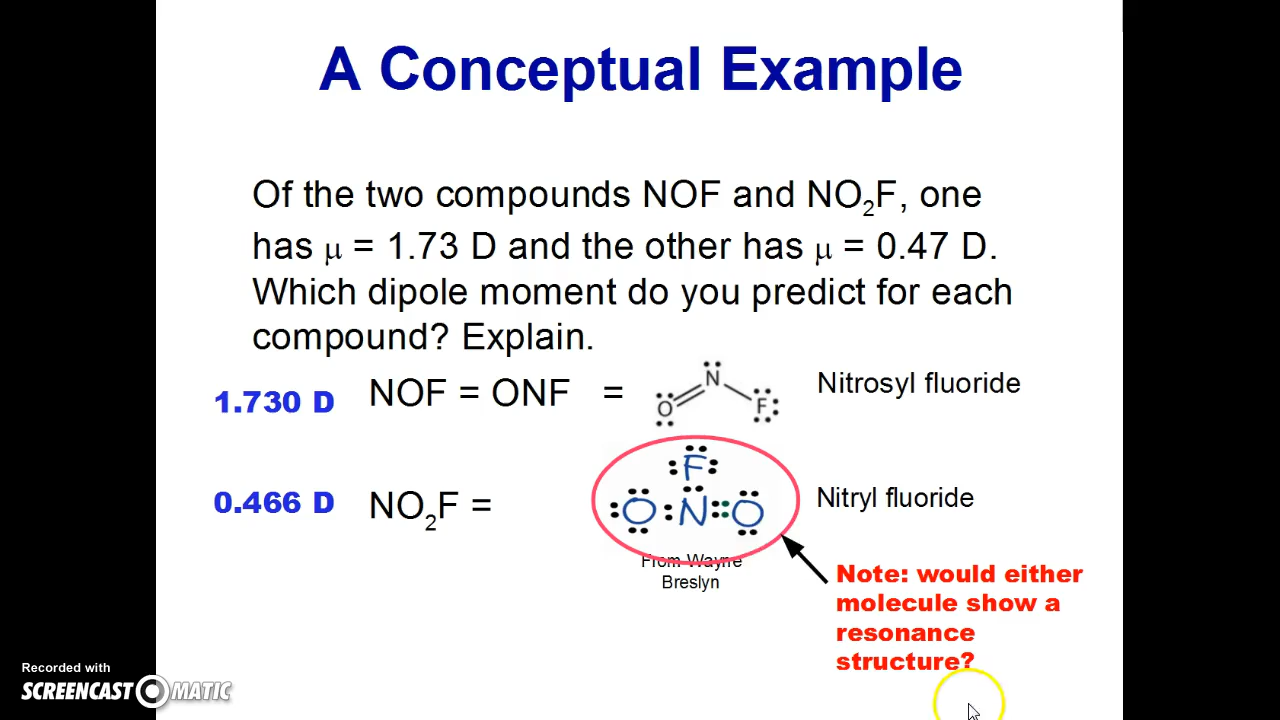 A Conceptual Example
Of the two compounds NOF and NO₂F, one
has μ = 1.73 D and the other has μ = 0.47 D.
Which dipole moment do you predict for each
compound? Explain.
1.730 D NOF = ONF = O N F Nitrosyl fluoride
F
0.466 D NO₂F = O N O Nitryl fluoride
From Wayne
Breslyn
Note: would either
molecule show a
resonance
structure?
Recorded with
SCREENCAST MATIC